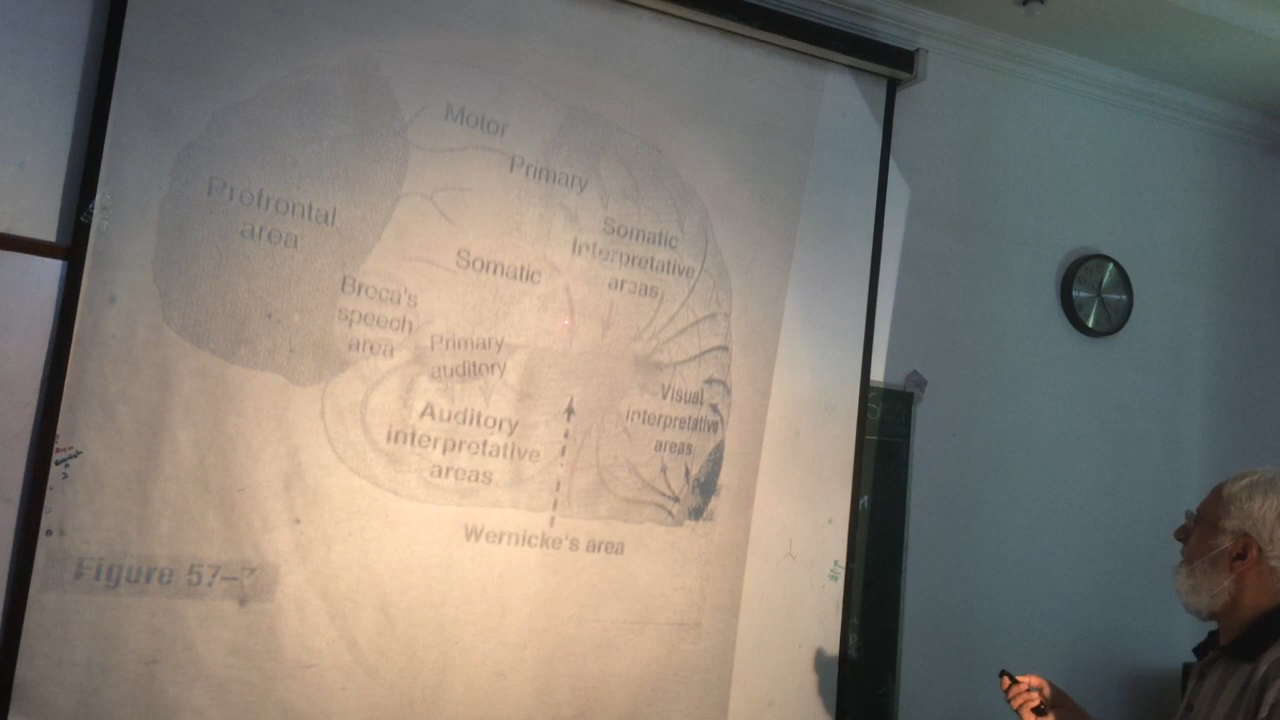 Motor
Primary
Prefrontal
area
Somatic
Interpretative
areas
Somatic
Broca's
speech
area
Primary
auditory
Visual
interpretative
areas
Auditory
interpretative
areas
Wernicke's area
Figure 57–7